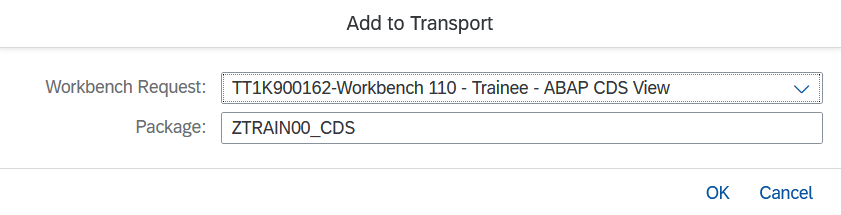 Add to Transport
Workbench Request: TT1K900162-Workbench 110 - Trainee - ABAP CDS View
Package: ZTRAIN00_CDS
OK Cancel